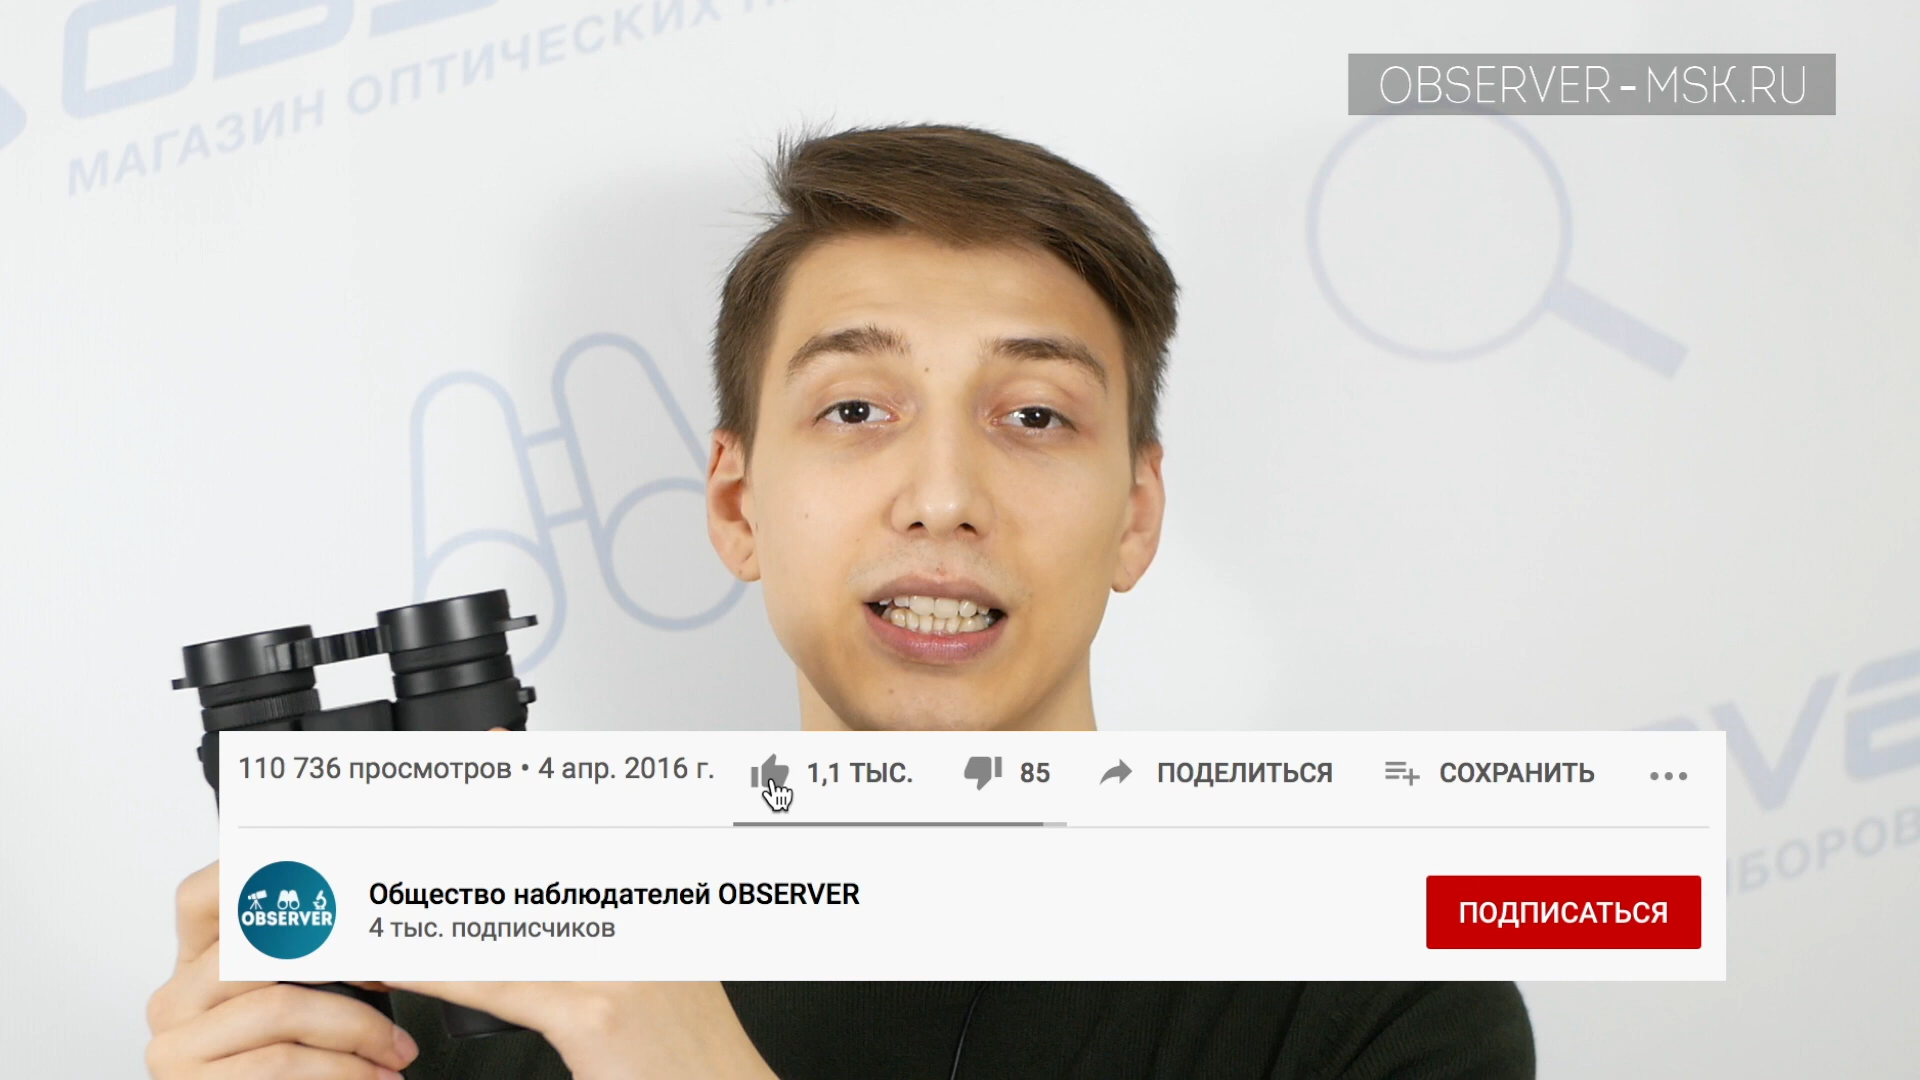 OBSERVER-MSK.RU
МАГАЗИН ОПТИЧЕСКИХ
110 736 просмотров • 4 апр. 2016 г.
1,1 ТЫС.
85
ПОДЕЛИТЬСЯ
СОХРАНИТЬ
OBSERVER
Общество наблюдателей OBSERVER
4 тыс. подписчиков
ПОДПИСАТЬСЯ